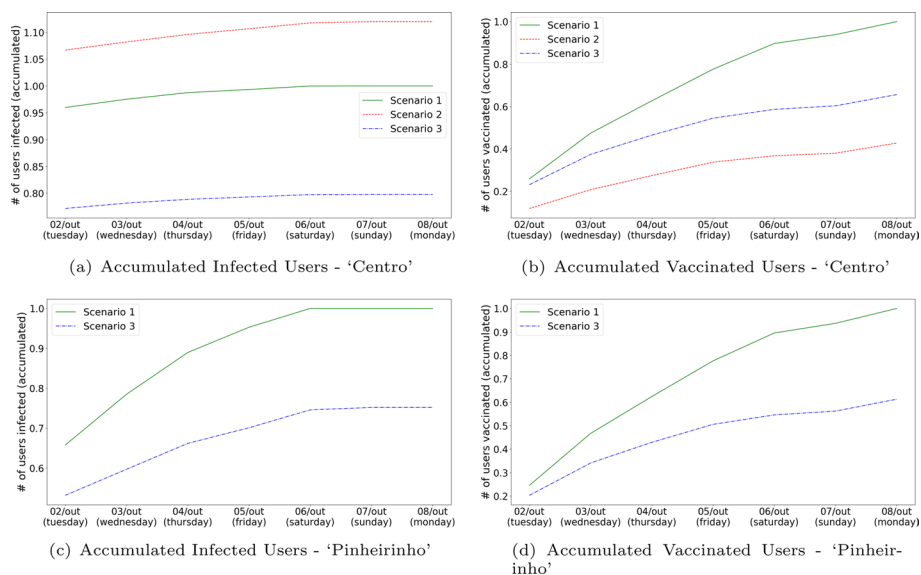 # of users infected (accumulated)
1.10
1.05
1.00
0.95
0.90
0.85
0.80
Scenario 1
Scenario 2
Scenario 3
02/out 03/out 04/out 05/out 06/out 07/out 08/out
(tuesday) (wednesday) (thursday) (friday) (saturday) (sunday) (monday)
(a) Accumulated Infected Users - ‘Centro’
# of users vaccinated (accumulated)
1.0
0.8
0.6
0.4
0.2
Scenario 1
Scenario 2
Scenario 3
02/out 03/out 04/out 05/out 06/out 07/out 08/out
(tuesday) (wednesday) (thursday) (friday) (saturday) (sunday) (monday)
(b) Accumulated Vaccinated Users - ‘Centro’
# of users infected (accumulated)
1.0
0.9
0.8
0.7
0.6
Scenario 1
Scenario 3
02/out 03/out 04/out 05/out 06/out 07/out 08/out
(tuesday) (wednesday) (thursday) (friday) (saturday) (sunday) (monday)
(c) Accumulated Infected Users - ‘Pinheirinho’
# of users vaccinated (accumulated)
1.0
0.9
0.8
0.7
0.6
0.5
0.4
0.3
0.2
Scenario 1
Scenario 3
02/out 03/out 04/out 05/out 06/out 07/out 08/out
(tuesday) (wednesday) (thursday) (friday) (saturday) (sunday) (monday)
(d) Accumulated Vaccinated Users - ‘Pinheir-
inho’